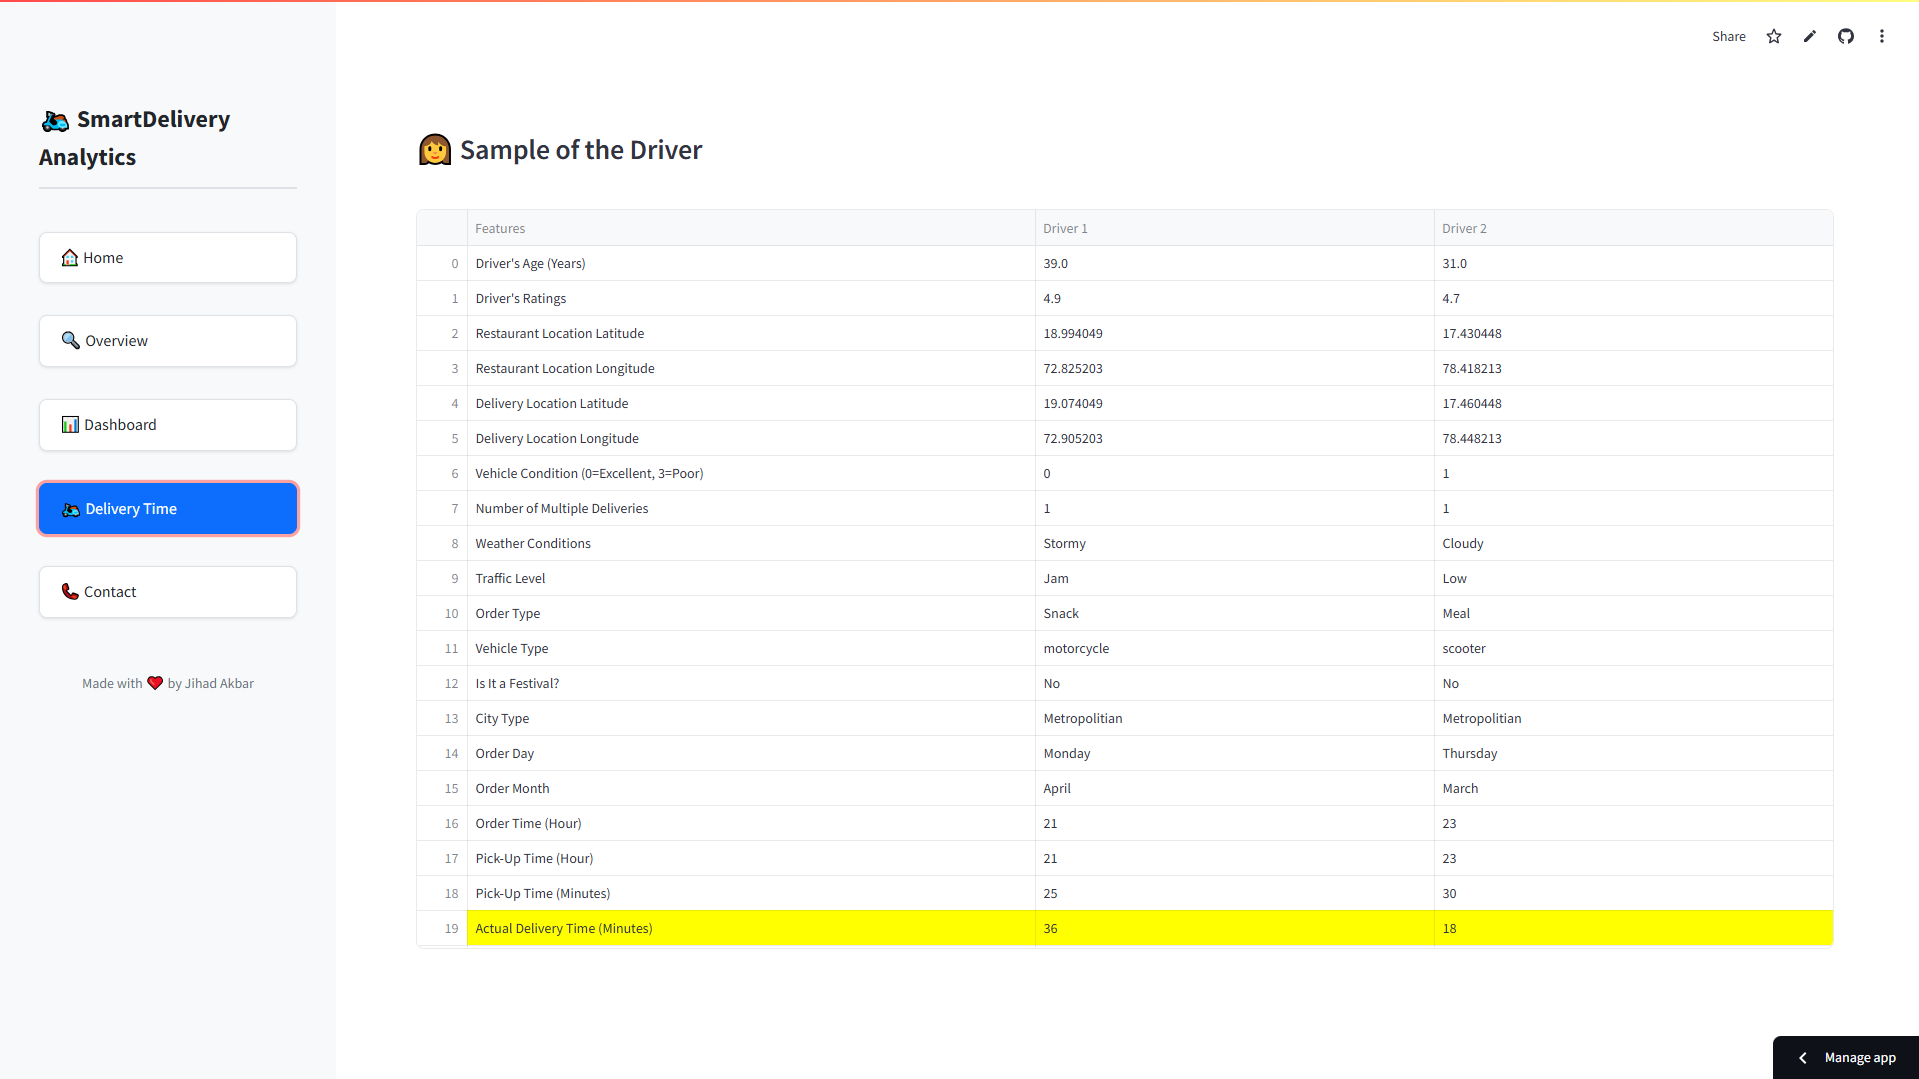 Share
SmartDelivery
Analytics
Home
Overview
Dashboard
Delivery Time
Contact
Made with ❤️ by Jihad Akbar
Sample of the Driver
Features Driver 1 Driver 2
0 Driver's Age (Years) 39.0 31.0
1 Driver's Ratings 4.9 4.7
2 Restaurant Location Latitude 18.994049 17.430448
3 Restaurant Location Longitude 72.825203 78.418213
4 Delivery Location Latitude 19.074049 17.460448
5 Delivery Location Longitude 72.905203 78.448213
6 Vehicle Condition (0=Excellent, 3=Poor) 0 1
7 Number of Multiple Deliveries 1 1
8 Weather Conditions Stormy Cloudy
9 Traffic Level Jam Low
10 Order Type Snack Meal
11 Vehicle Type motorcycle scooter
12 Is It a Festival? No No
13 City Type Metropolitian Metropolitian
14 Order Day Monday Thursday
15 Order Month April March
16 Order Time (Hour) 21 23
17 Pick-Up Time (Hour) 21 23
18 Pick-Up Time (Minutes) 25 30
19 Actual Delivery Time (Minutes) 36 18
Manage app